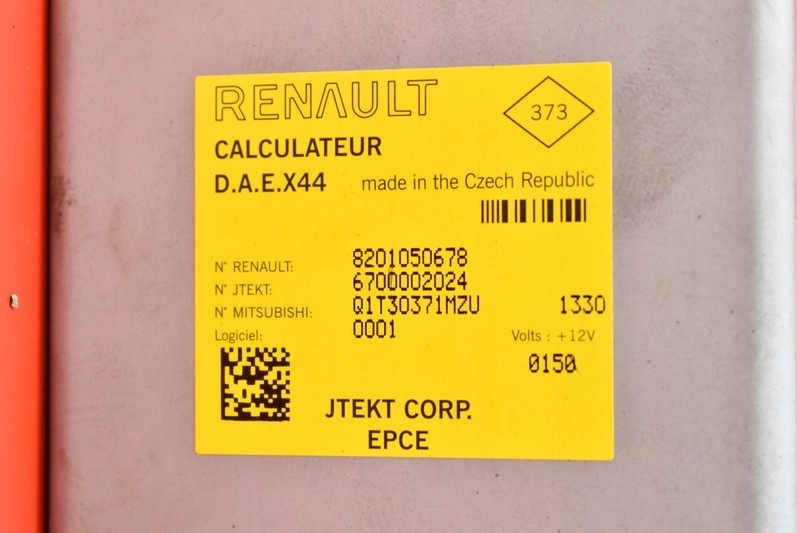 RENAULT
373
CALCULATEUR
D.A.E.X44 made in the Czech Republic
N° RENAULT: 8201050678
N° JTEKT: 6700002024
N° MITSUBISHI: Q1T30371MZU 1330
Logiciel: 0001 Volts : +12V
0150
JTEKT CORP.
EPCE